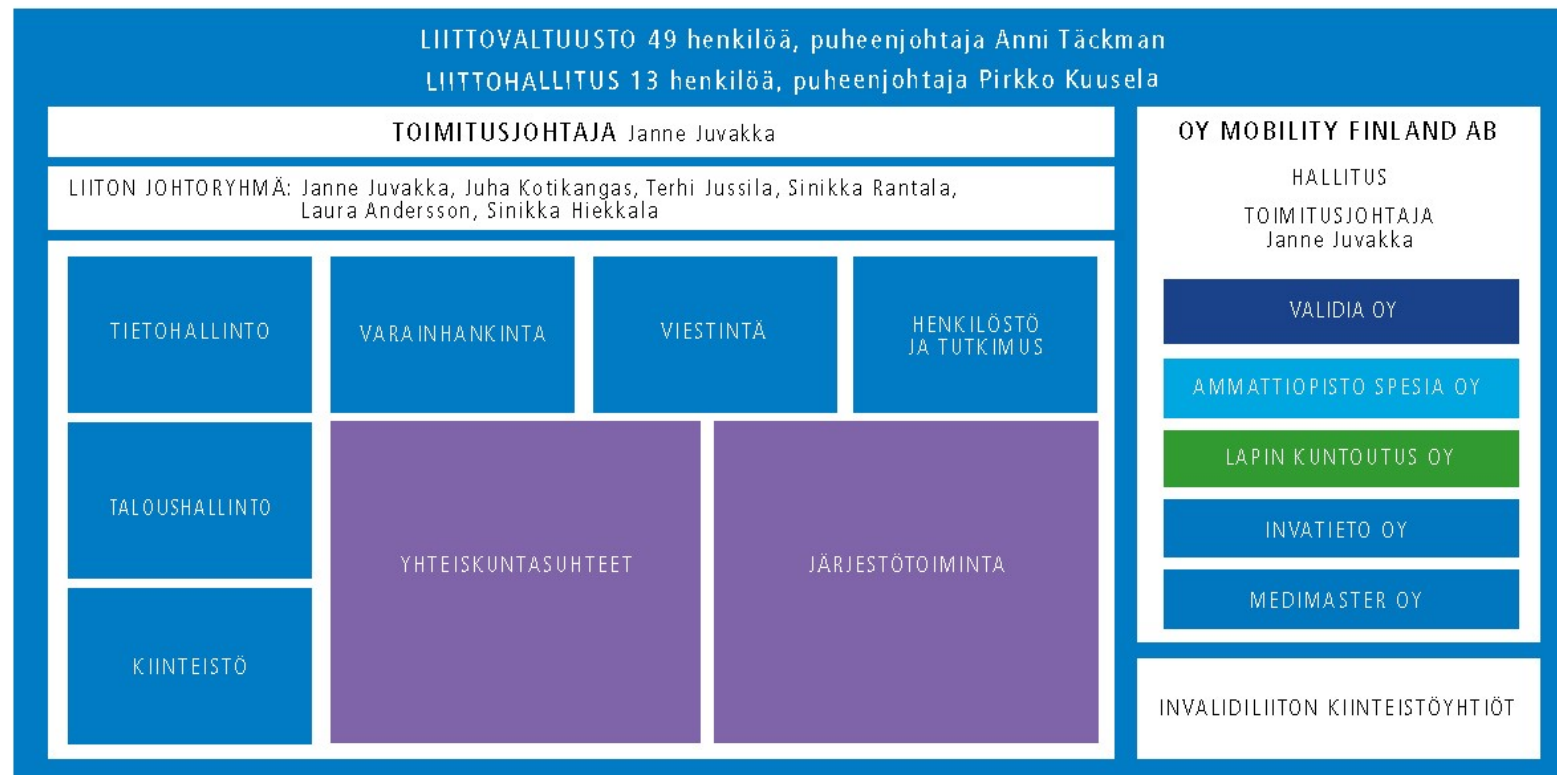 LIITTOVALTUUSTO 49 henkilöä, puheenjohtaja Anni Täckman
LIITTOHALLITUS 13 henkilöä, puheenjohtaja Pirkko Kuusela
TOIMITUSJOHTAJA Janne Juvakka
LIITON JOHTORYHMÄ: Janne Juvakka, Juha Kotikangas, Terhi Jussila, Sinikka Rantala,
Laura Andersson, Sinikka Hiekkala
TIETOHALLINTO
VARAINHANKINTA
VIESTINTÄ
HENKILÖSTÖ
JA TUTKIMUS
TALOUSHALLINTO
YHTEISKUNTASUHTEET
JÄRJESTÖTOIMINTA
KIINTEISTÖ
OY MOBILITY FINLAND AB
HALLITUS
TOIMITUSJOHTAJA
Janne Juvakka
VALIDIA OY
AMMATTIOPISTO SPESIA OY
LAPIN KUNTOUTUS OY
INVATIETO OY
MEDIMASTER OY
INVALIDILIITON KIINTEISTÖYHTIÖT